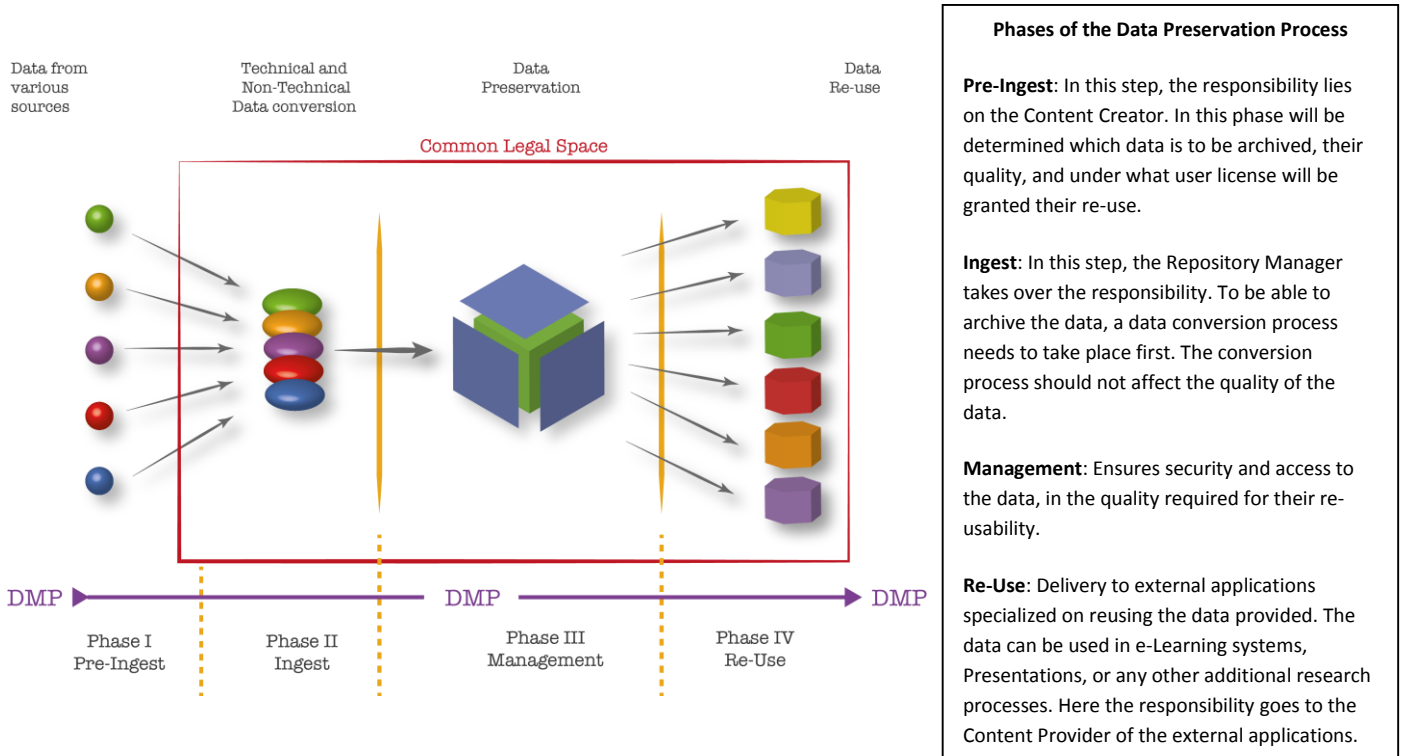 Data from
various
sources
Technical and
Non-Technical
Data conversion
Data
Preservation
Data
Re-use
Common Legal Space
DMP
DMP
DMP
Phase I
Pre-Ingest
Phase II
Ingest
Phase III
Management
Phase IV
Re-Use
Phases of the Data Preservation Process
Pre-Ingest: In this step, the responsibility lies
on the Content Creator. In this phase will be
determined which data is to be archived, their
quality, and under what user license will be
granted their re-use.
Ingest: In this step, the Repository Manager
takes over the responsibility. To be able to
archive the data, a data conversion process
needs to take place first. The conversion
process should not affect the quality of the
data.
Management: Ensures security and access to
the data, in the quality required for their re-
usability.
Re-Use: Delivery to external applications
specialized on reusing the data provided. The
data can be used in e-Learning systems,
Presentations, or any other additional research
processes. Here the responsibility goes to the
Content Provider of the external applications.